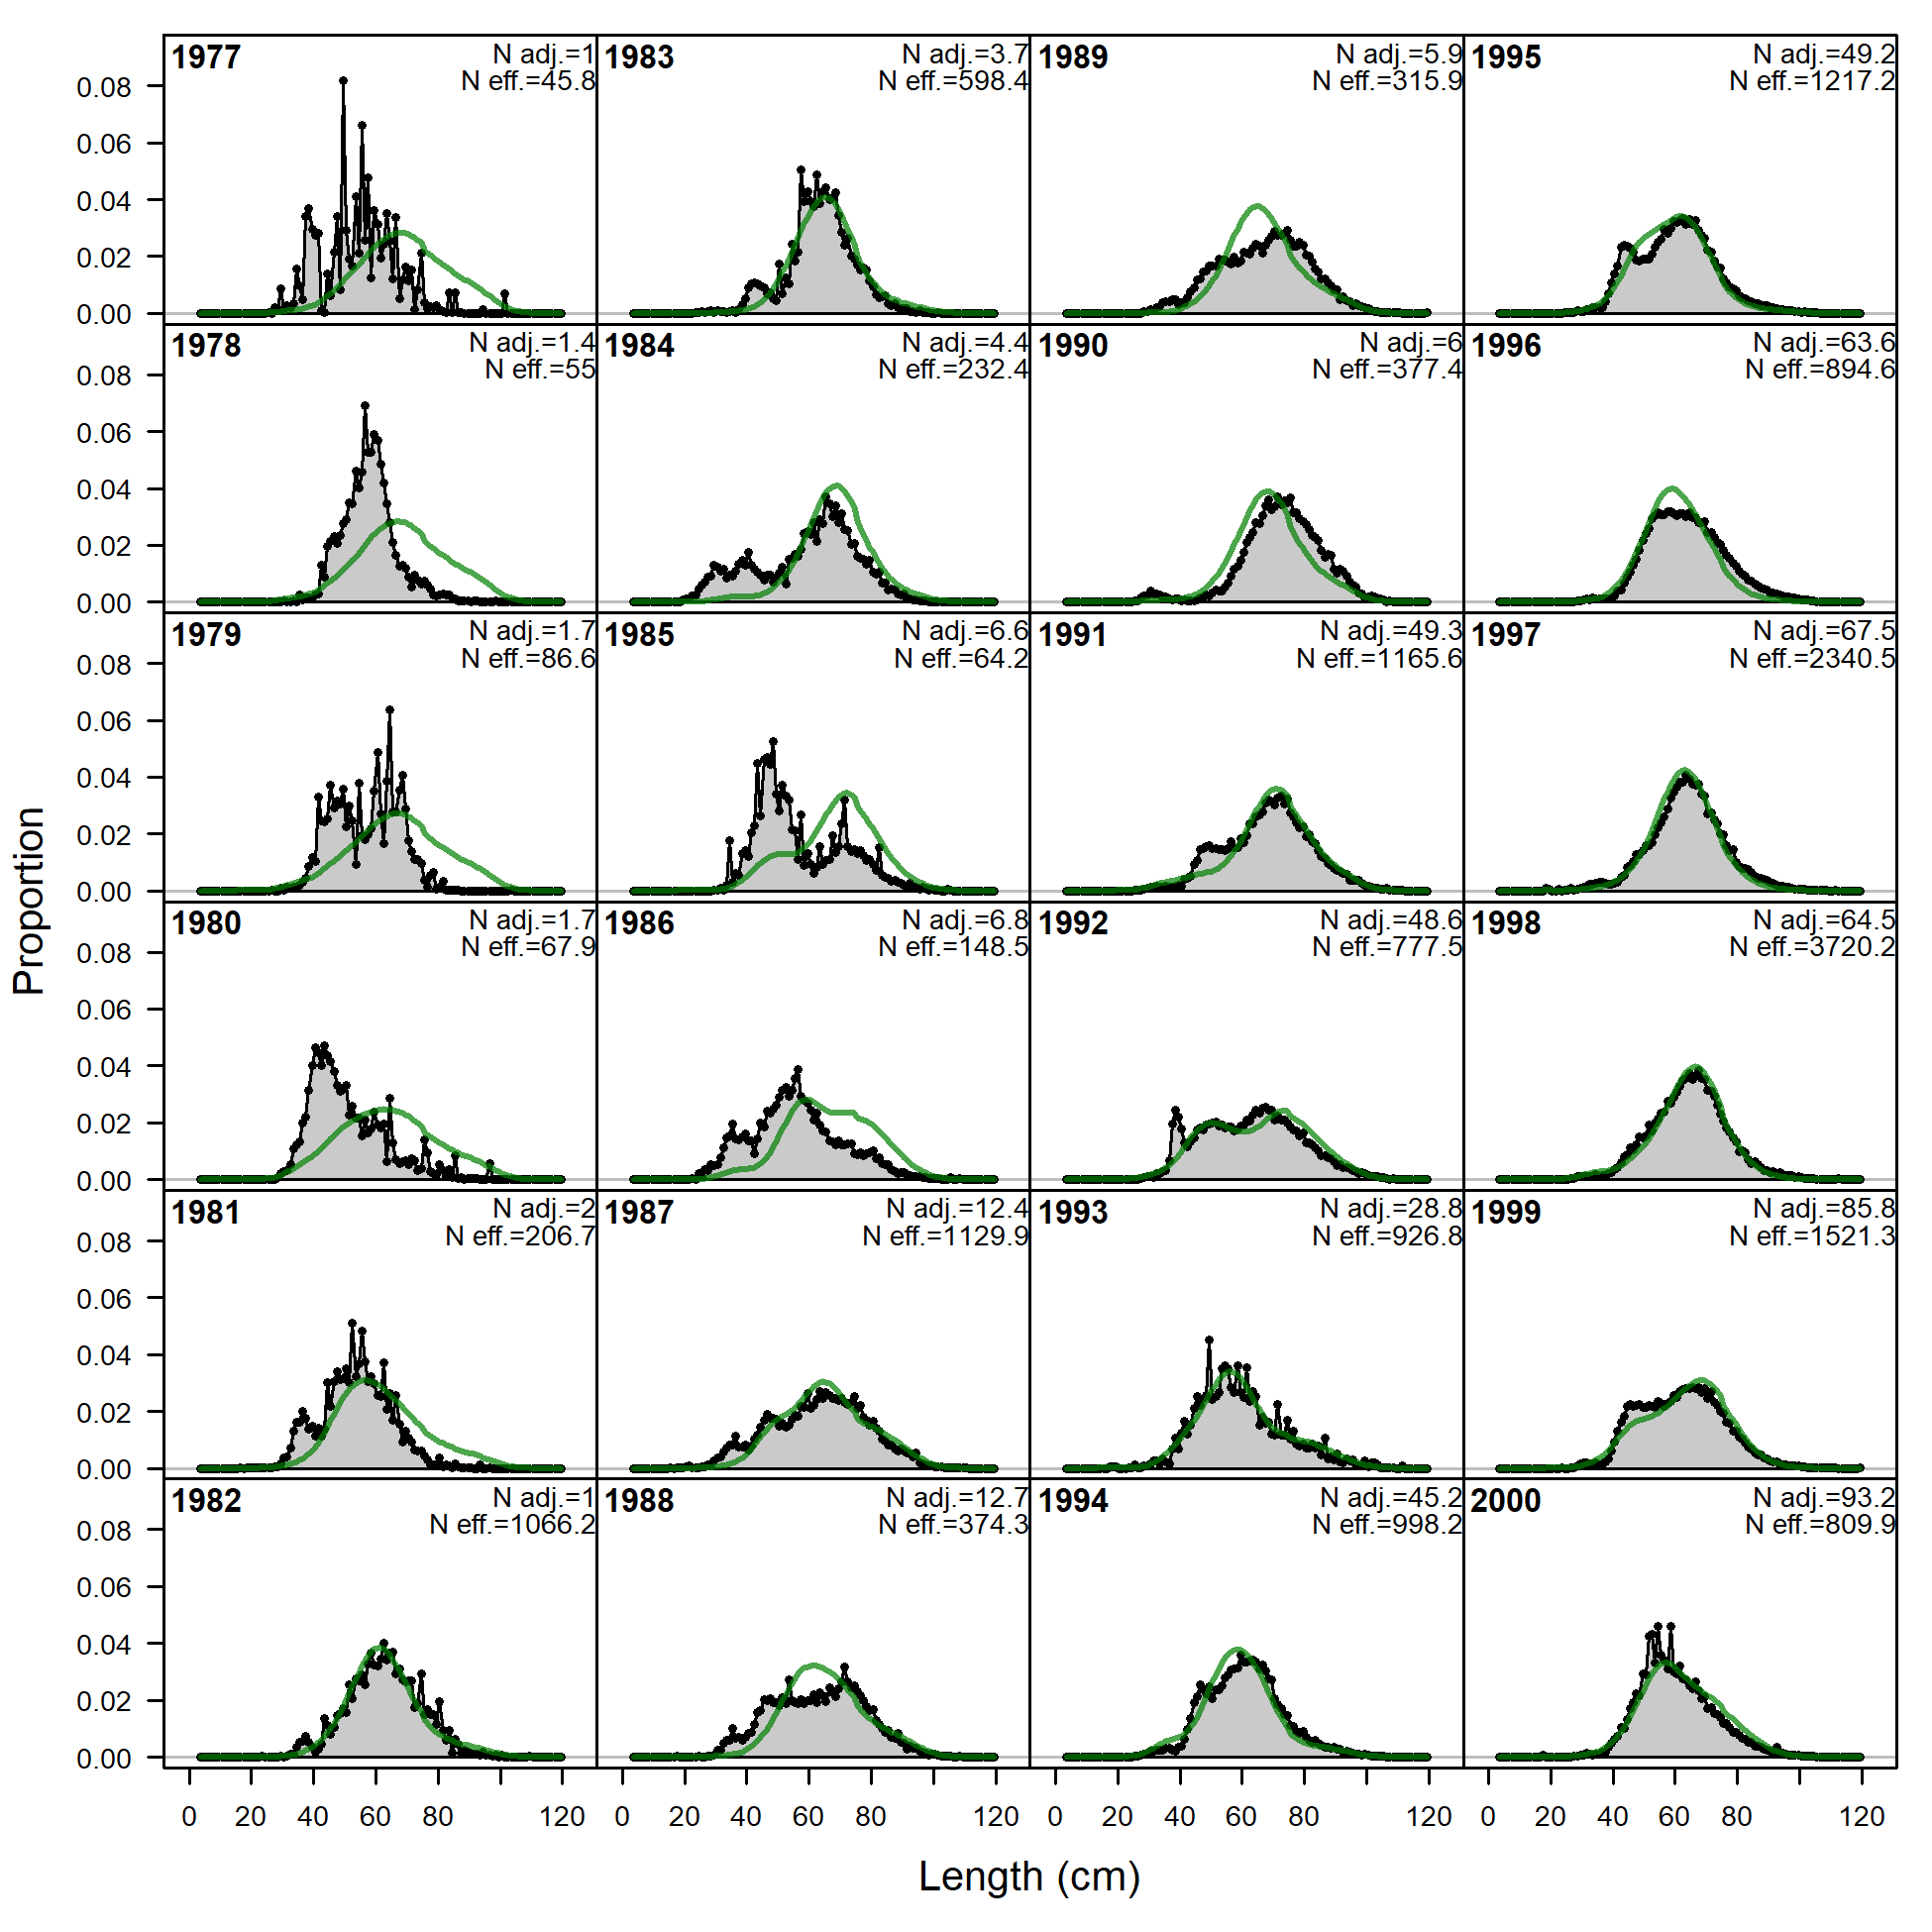 1977
N adj.=1
N eff.=45.8
1983
N adj.=3.7
N eff.=598.4
1989
N adj.=5.9
N eff.=315.9
1995
N adj.=49.2
N eff.=1217.2
0.08
0.06
0.04
0.02
0.00
1978
N adj.=1.4
N eff.=55
1984
N adj.=4.4
N eff.=232.4
1990
N adj.=6
N eff.=377.4
1996
N adj.=63.6
N eff.=894.6
0.08
0.06
0.04
0.02
0.00
1979
N adj.=1.7
N eff.=86.6
1985
N adj.=6.6
N eff.=64.2
1991
N adj.=49.3
N eff.=1165.6
1997
N adj.=67.5
N eff.=2340.5
0.08
0.06
0.04
0.02
0.00
Proportion
1980
N adj.=1.7
N eff.=67.9
1986
N adj.=6.8
N eff.=148.5
1992
N adj.=48.6
N eff.=777.5
1998
N adj.=64.5
N eff.=3720.2
0.08
0.06
0.04
0.02
0.00
1981
N adj.=2
N eff.=206.7
1987
N adj.=12.4
N eff.=1129.9
1993
N adj.=28.8
N eff.=926.8
1999
N adj.=85.8
N eff.=1521.3
0.08
0.06
0.04
0.02
0.00
1982
N adj.=1
N eff.=1066.2
1988
N adj.=12.7
N eff.=374.3
1994
N adj.=45.2
N eff.=998.2
2000
N adj.=93.2
N eff.=809.9
0.08
0.06
0.04
0.02
0.00
0 20 40 60 80 120
0 20 40 60 80 120
0 20 40 60 80 120
0 20 40 60 80 120
Length (cm)